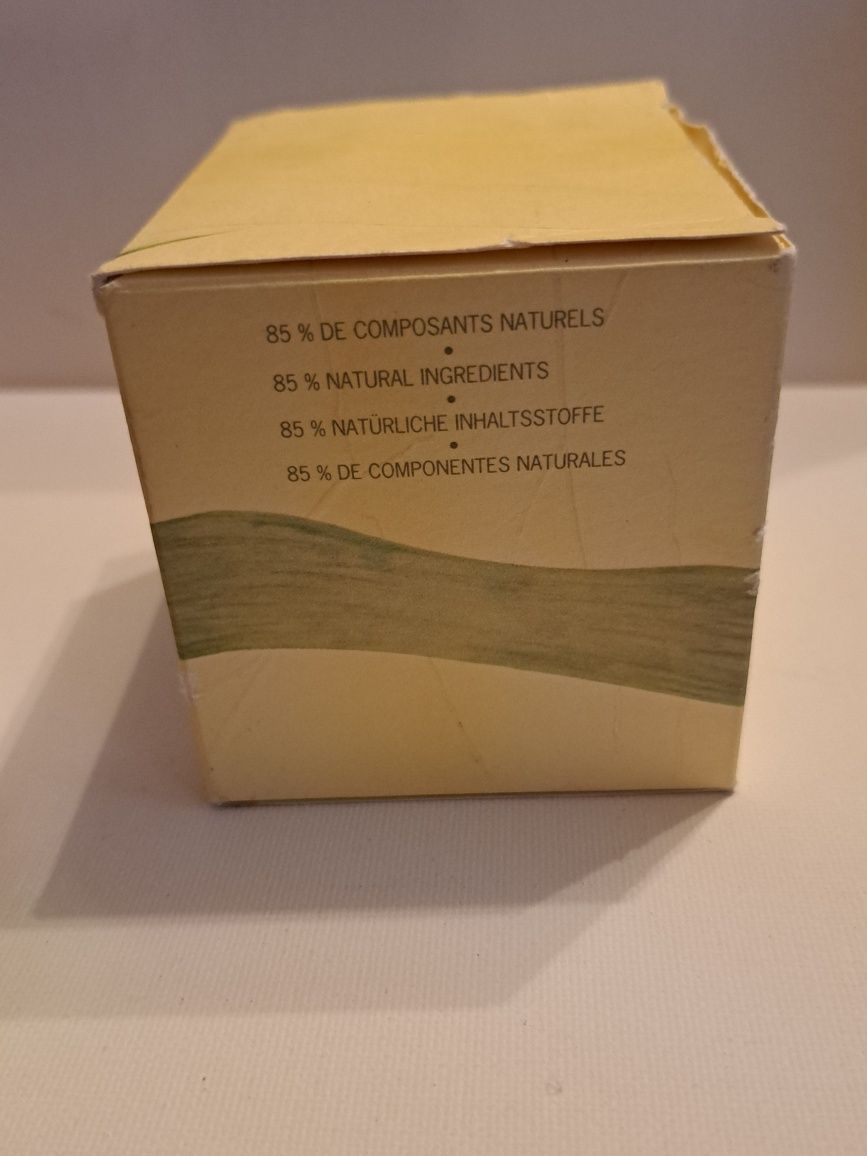 85 % DE COMPOSANTS NATURELS
•
85 % NATURAL INGREDIENTS
•
85 % NATÜRLICHE INHALTSSTOFFE
•
85 % DE COMPONENTES NATURALES